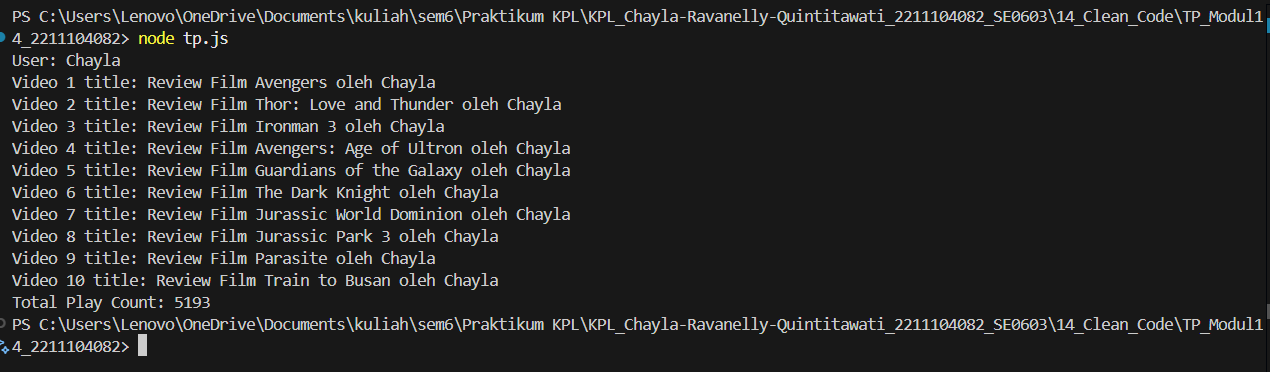 PS C:\Users\Lenovo\OneDrive\Documents\kuliah\sem6\Praktikum KPL\KPL_Chayla-Ravanelly-Quintitawati_2211104082_SE0603\14_Clean_Code\TP_Modul1
4_2211104082> node tp.js
User: Chayla
Video 1 title: Review Film Avengers oleh Chayla
Video 2 title: Review Film Thor: Love and Thunder oleh Chayla
Video 3 title: Review Film Ironman 3 oleh Chayla
Video 4 title: Review Film Avengers: Age of Ultron oleh Chayla
Video 5 title: Review Film Guardians of the Galaxy oleh Chayla
Video 6 title: Review Film The Dark Knight oleh Chayla
Video 7 title: Review Film Jurassic World Dominion oleh Chayla
Video 8 title: Review Film Jurassic Park 3 oleh Chayla
Video 9 title: Review Film Parasite oleh Chayla
Video 10 title: Review Film Train to Busan oleh Chayla
Total Play Count: 5193
PS C:\Users\Lenovo\OneDrive\Documents\kuliah\sem6\Praktikum KPL\KPL_Chayla-Ravanelly-Quintitawati_2211104082_SE0603\14_Clean_Code\TP_Modul1
4_2211104082>